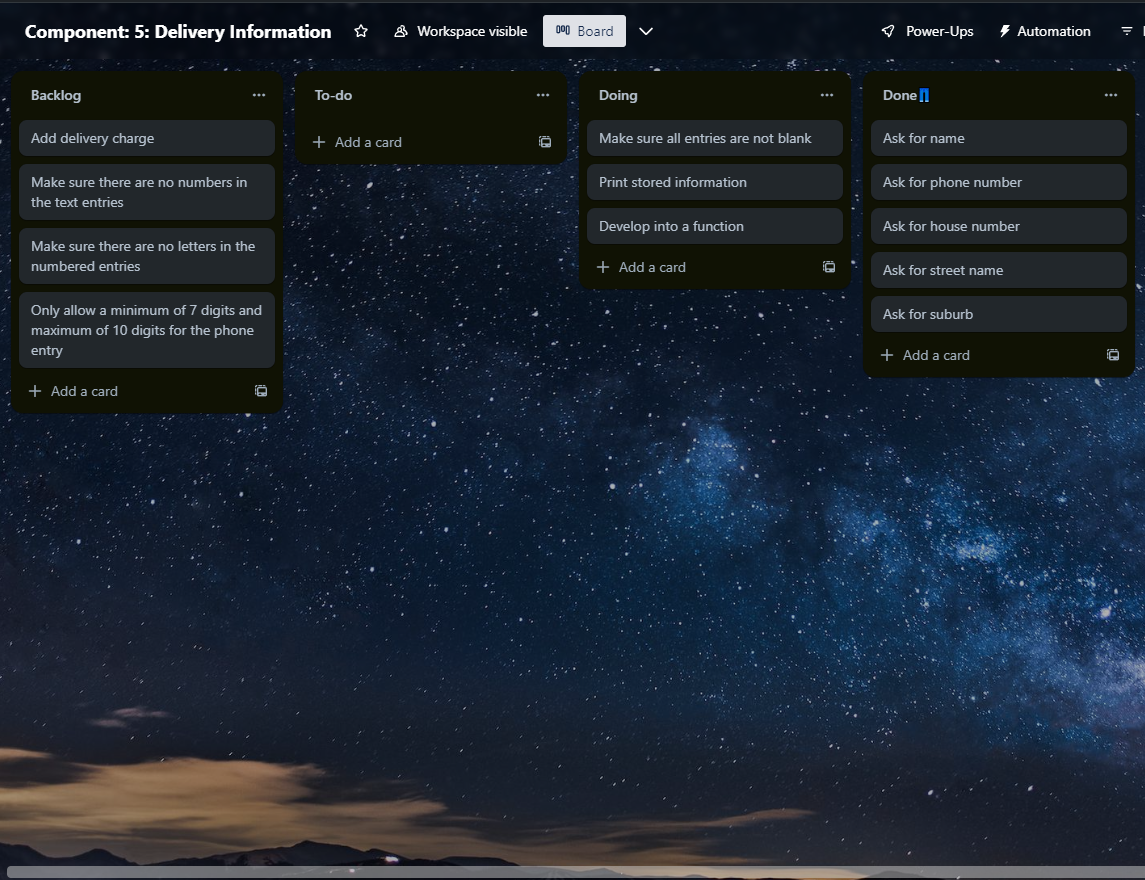 Component: 5: Delivery Information
Workspace visible
Board
Power-Ups
Automation
Backlog
Add delivery charge
Make sure there are no numbers in
the text entries
Make sure there are no letters in the
numbered entries
Only allow a minimum of 7 digits and
maximum of 10 digits for the phone
entry
Add a card
To-do
Add a card
Doing
Make sure all entries are not blank
Print stored information
Develop into a function
Add a card
Done
Ask for name
Ask for phone number
Ask for house number
Ask for street name
Ask for suburb
Add a card